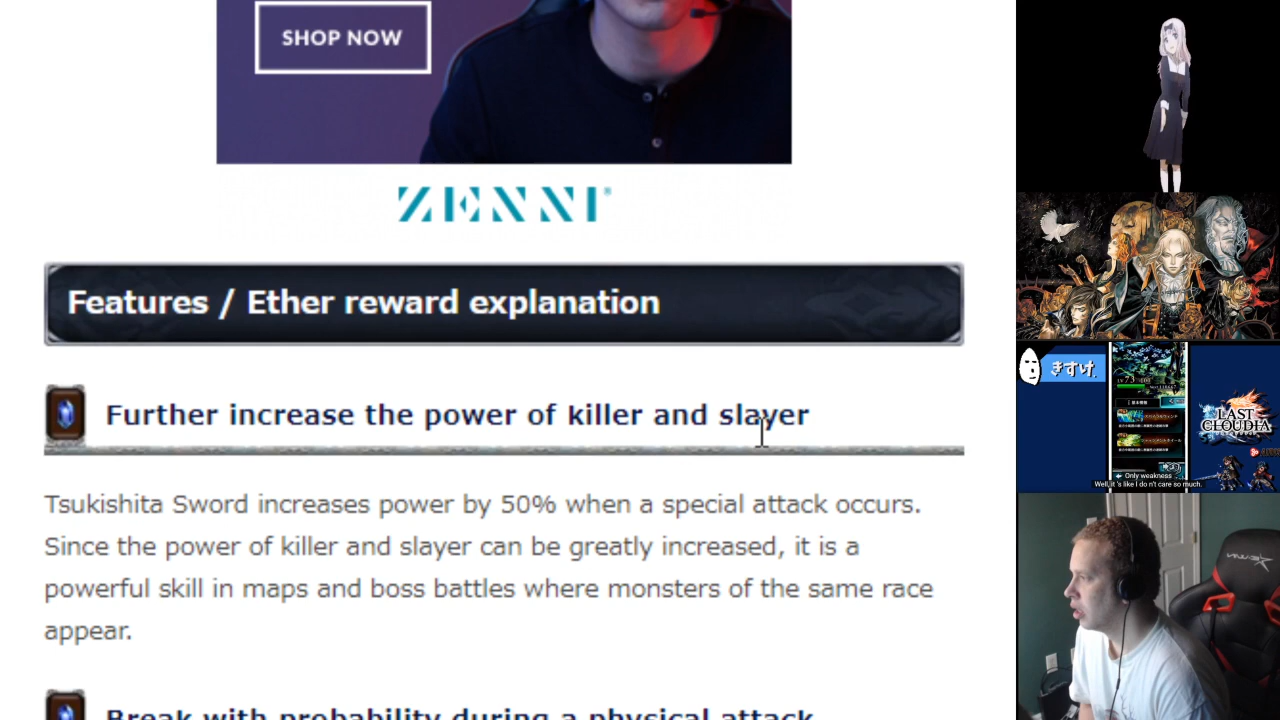 SHOP NOW
ZENNI
Features / Ether reward explanation
Further increase the power of killer and slayer
Tsukishita Sword increases power by 50% when a special attack occurs.
Since the power of killer and slayer can be greatly increased, it is a
powerful skill in maps and boss battles where monsters of the same race
appear.
Break with probability during a physical attack
きすけ
LAST
CLOUDIA
Only weakness
Well, it 's like I do n't care so much.